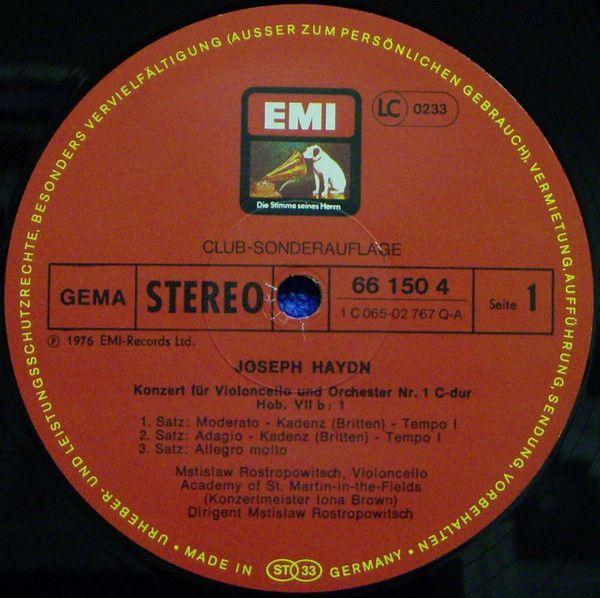 URHEBER- UND LEISTUNGSSCHUTZRECHTE, BESONDERS VERVIELFÄLTIGUNG (AUSSER ZUM PERSÖNLICHEN GEBRAUCH), VERMIETUNG, AUFFÜHRUNG, SENDUNG, VORBEHALTEN •
EMI
LC 0233
Die Stimme seines Herrn
CLUB-SONDERAUFLAGE
GEMA STEREO 66 150 4 Seite 1
1 C 065-02 767 Q-A
Ⓟ 1976 EMI-Records Ltd.
JOSEPH HAYDN
Konzert für Violoncello und Orchester Nr. 1 C-dur
Hob. VII b: 1
1. Satz: Moderato - Kadenz (Britten) - Tempo I
2. Satz: Adagio - Kadenz (Britten) - Tempo I
3. Satz: Allegro molto
Mstislaw Rostropowitsch, Violoncello
Academy of St. Martin-in-the-Fields
(Konzertmeister Iona Brown)
Dirigent Mstislaw Rostropowitsch
• MADE IN ST 33 GERMANY •